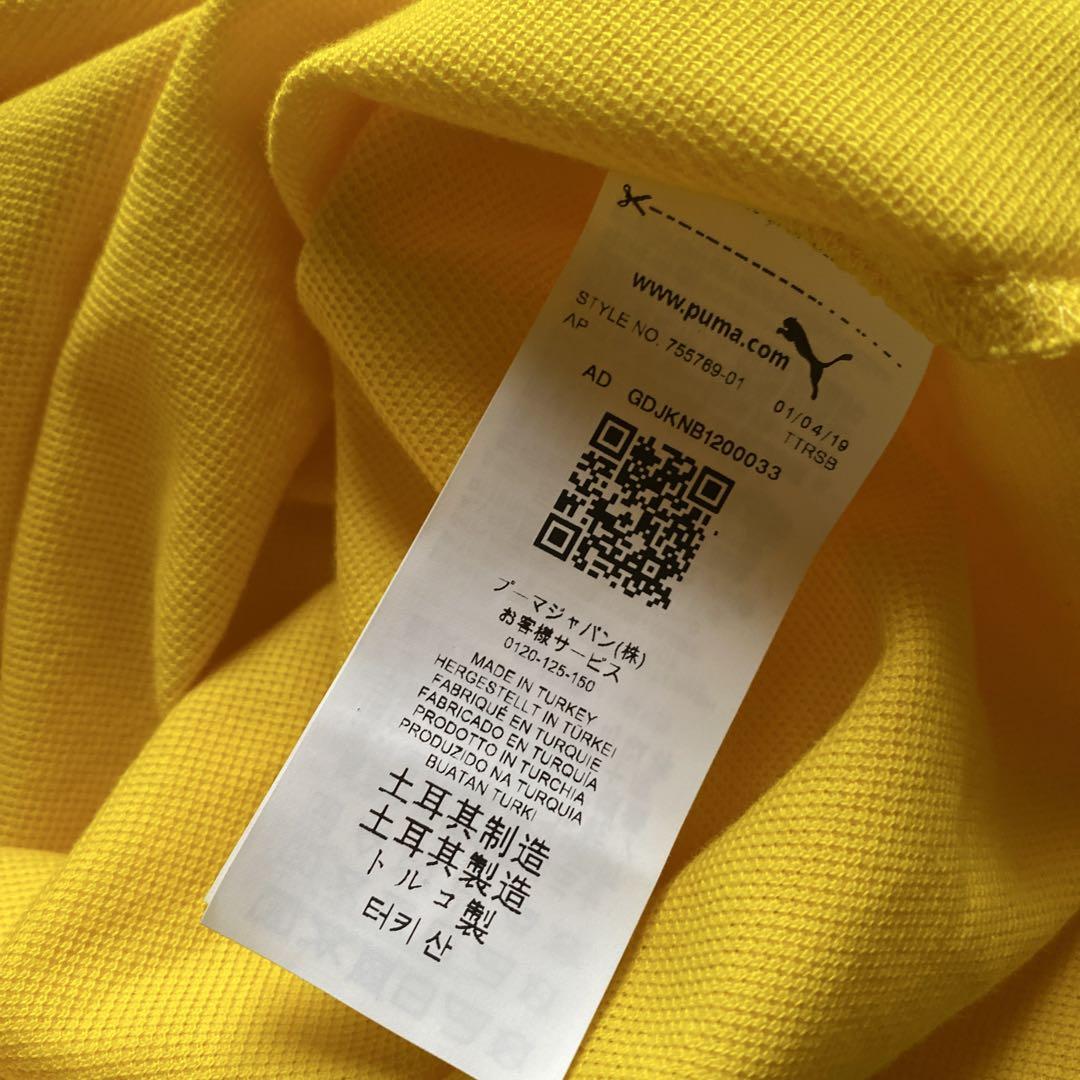 www.puma.com
STYLE NO. 755789-01 01/04/19
AP TTRSB
AD GDJKNB1200033
プーマジャパン(株)
お客様サービス
0120-125-150
MADE IN TURKEY
HERGESTELLT IN TÜRKEI
FABRIQUÉ EN TURQUIE
FABRICADO EN TURQUÍA
PRODOTTO IN TURCHIA
PRODUZIDO NA TURQUIA
BUATAN TURKI
土耳其制造
土耳其製造
トルコ製
터키산